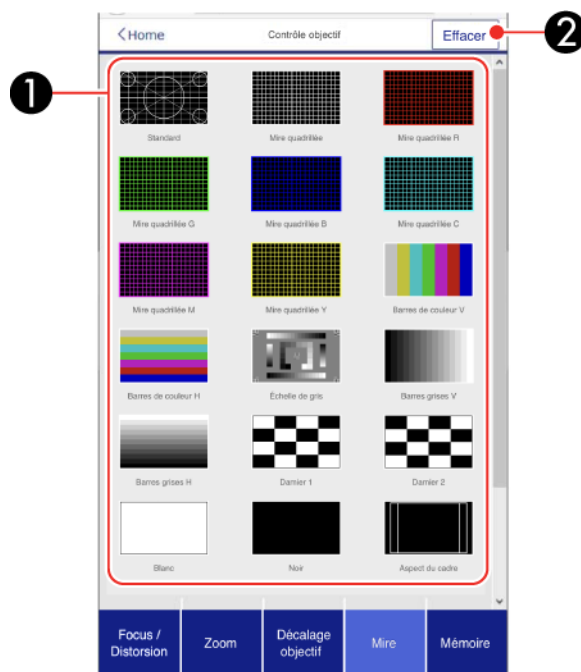 Home
Contrôle objectif
Effacer
2
1
Standard
Mire quadrillée
Mire quadrillée R
Mire quadrillée G
Mire quadrillée B
Mire quadrillée C
Mire quadrillée M
Mire quadrillée Y
Barres de couleur V
Barres de couleur H
Échelle de gris
Barres grises V
Barres grises H
Damier 1
Damier 2
Blanc
Noir
Aspect du cadre
Focus /
Distorsion
Zoom
Décalage
objectif
Mire
Mémoire